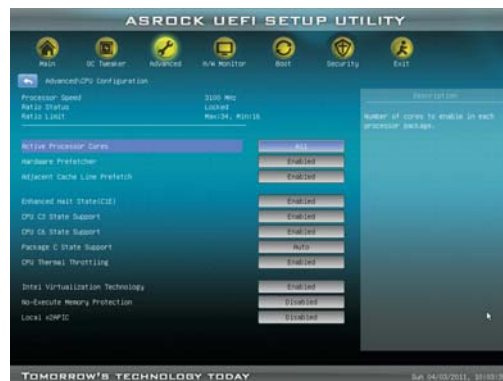 ASROCK UEFI SETUP UTILITY
Main OC Tweaker Advanced H/W Monitor Boot Security Exit
Advanced\CPU Configuration
Description
Processor Speed 3100 MHz
Ratio Status Locked
Ratio Limit Max:34, Min:16
Number of cores to enable in each
processor package.
Active Processor Cores All
Hardware Prefetcher Enabled
Adjacent Cache Line Prefetch Enabled
Enhanced Halt State(C1E) Enabled
CPU C3 State Support Enabled
CPU C6 State Support Enabled
Package C State Support Auto
CPU Thermal Throttling Enabled
Intel Virtualization Technology Enabled
No-Execute Memory Protection Disabled
Local x2APIC Disabled
TOMORROW'S TECHNOLOGY TODAY
Sun 04/03/2011,